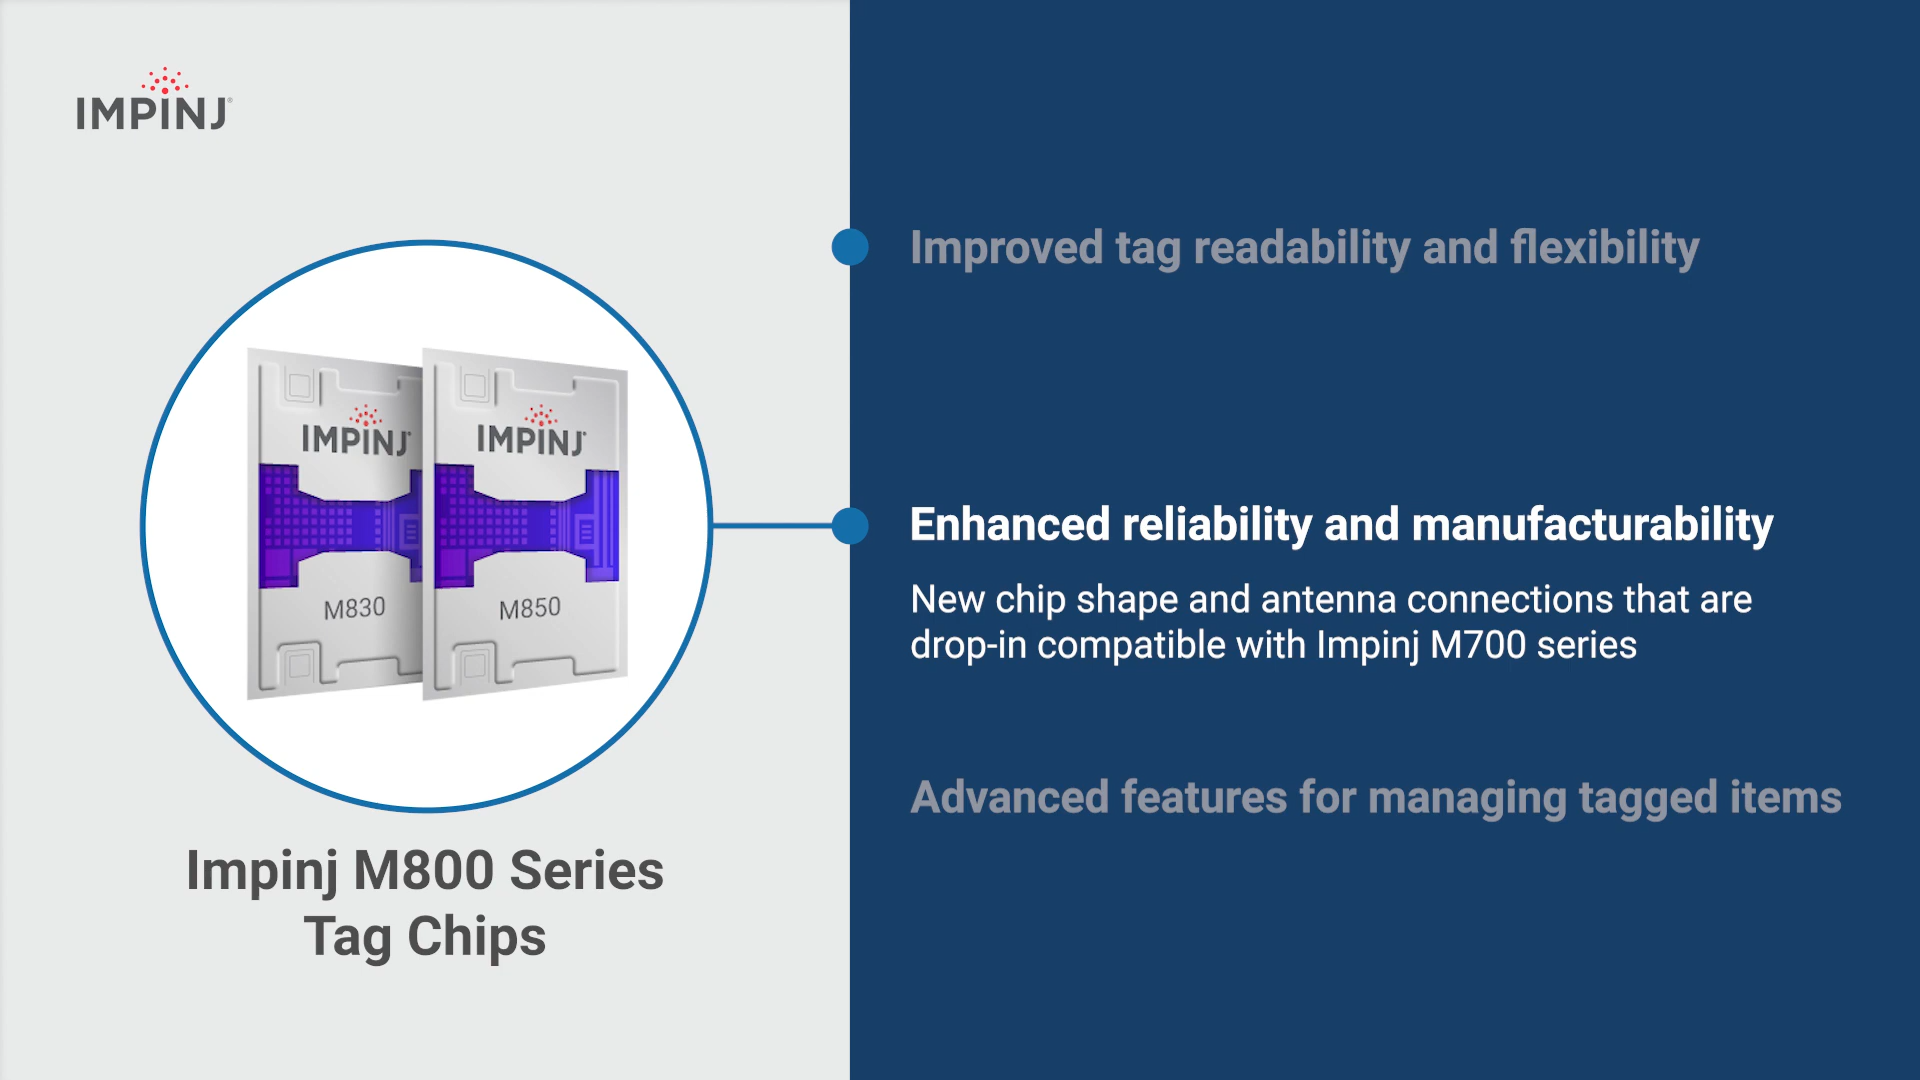 IMPINJ
IMPINJ
IMPINJ
M830
M850
Impinj M800 Series
Tag Chips
Improved tag readability and flexibility
Enhanced reliability and manufacturability
New chip shape and antenna connections that are
drop-in compatible with Impinj M700 series
Advanced features for managing tagged items